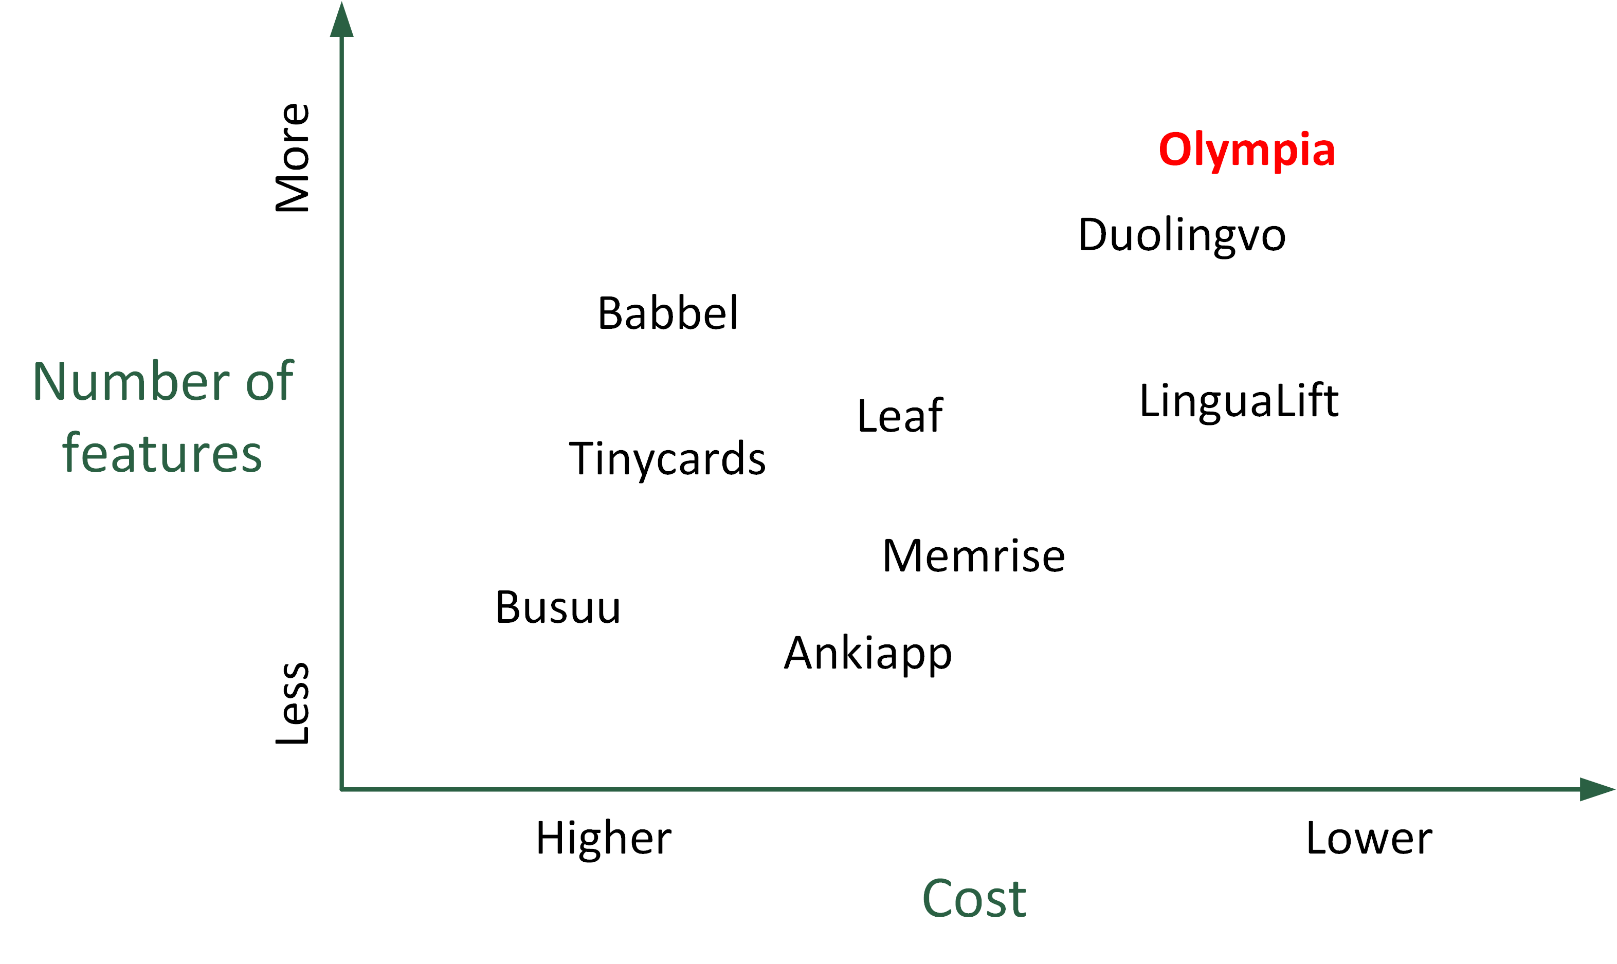 More
Olympia
Duolingvo
Babbel
Number of
features
LinguaLift
Leaf
Tinycards
Memrise
Busuu
Ankiapp
Less
Higher
Lower
Cost